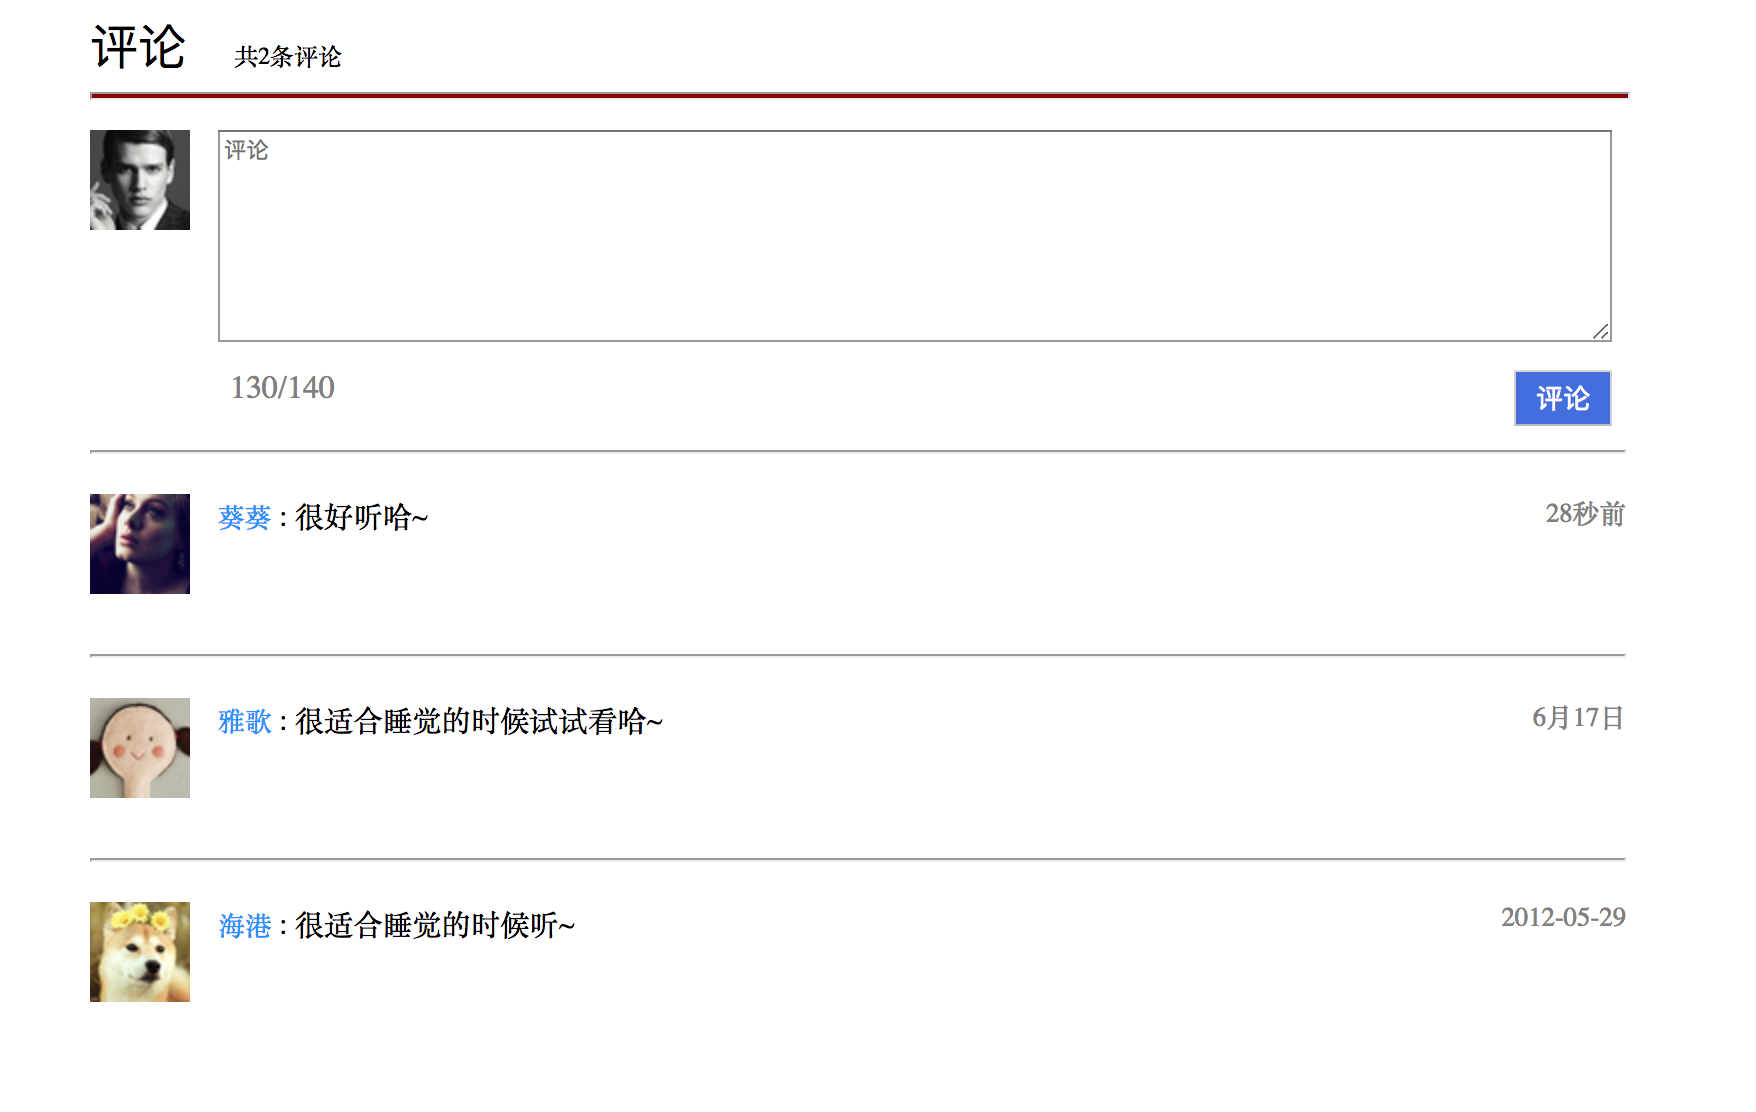 评论 共2条评论
评论
130/140 评论
葵葵 : 很好听哈~ 28秒前
雅歌 : 很适合睡觉的时候试试看哈~ 6月17日
海港 : 很适合睡觉的时候听~ 2012-05-29